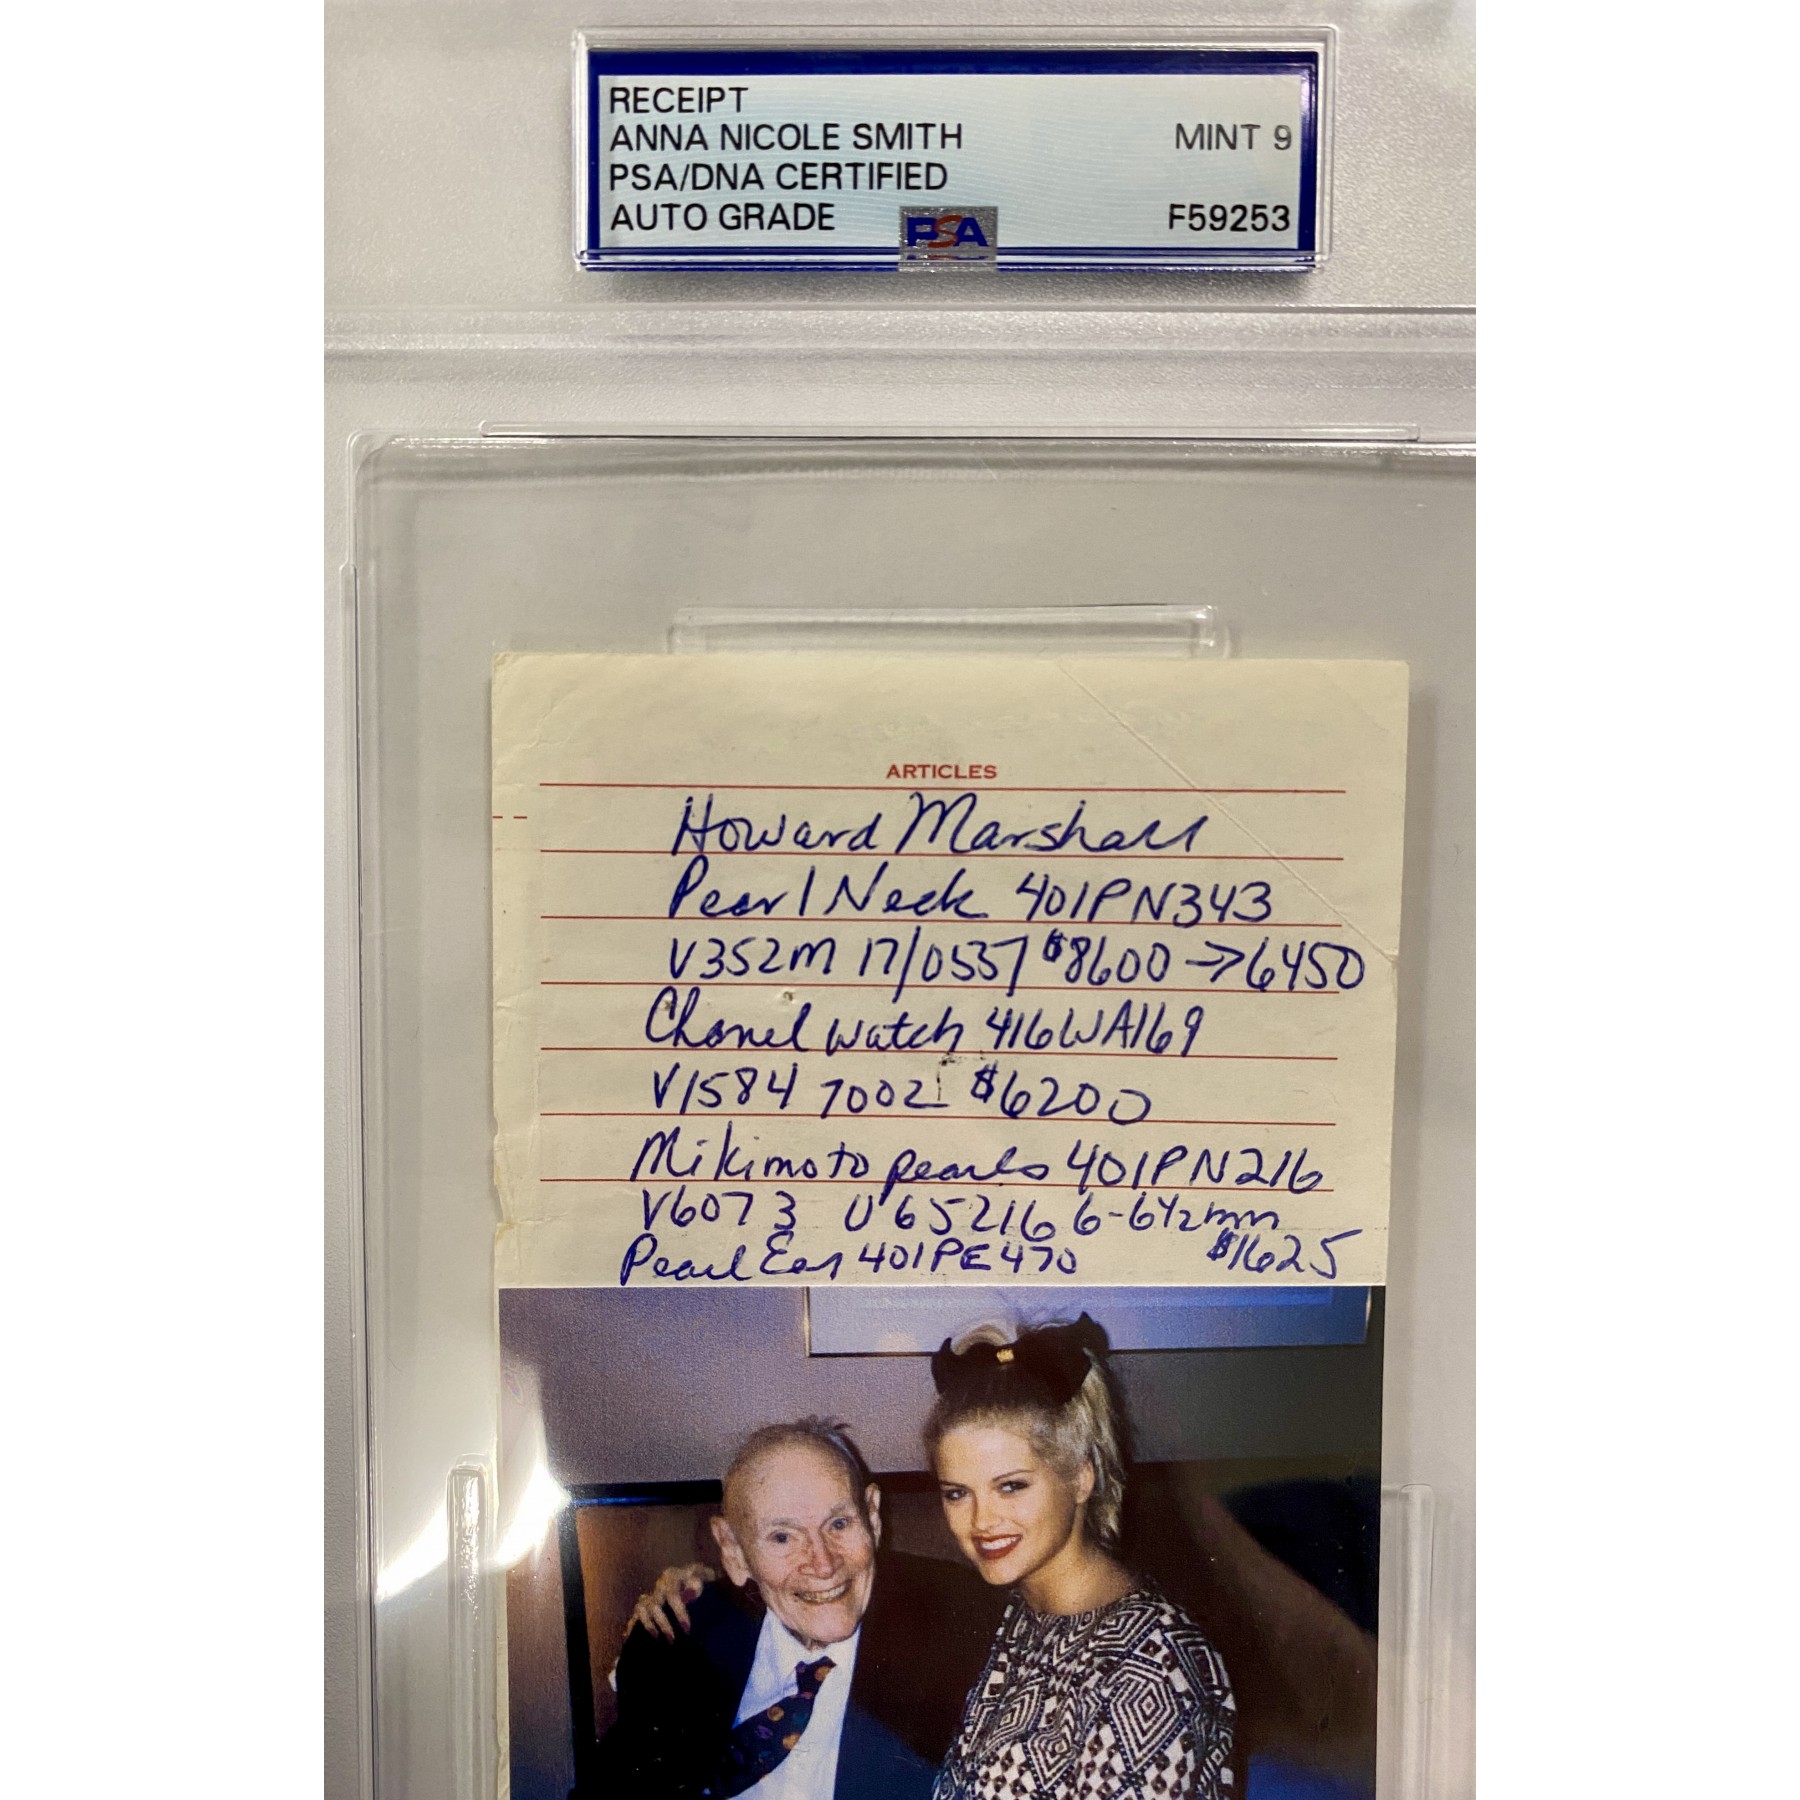 RECEIPT
ANNA NICOLE SMITH MINT 9
PSA/DNA CERTIFIED
AUTO GRADE PSA F59253
ARTICLES
Howard Marshall
Pearl Neck 401PN343
V352M 17/0537 $8600 → 6450
Chanel watch 416WA169
V1584 7002 $6200
Mikimoto pearls 401PN216
V6073 U65216 6-6½mm
Pearl Ear 401PE470 $1625